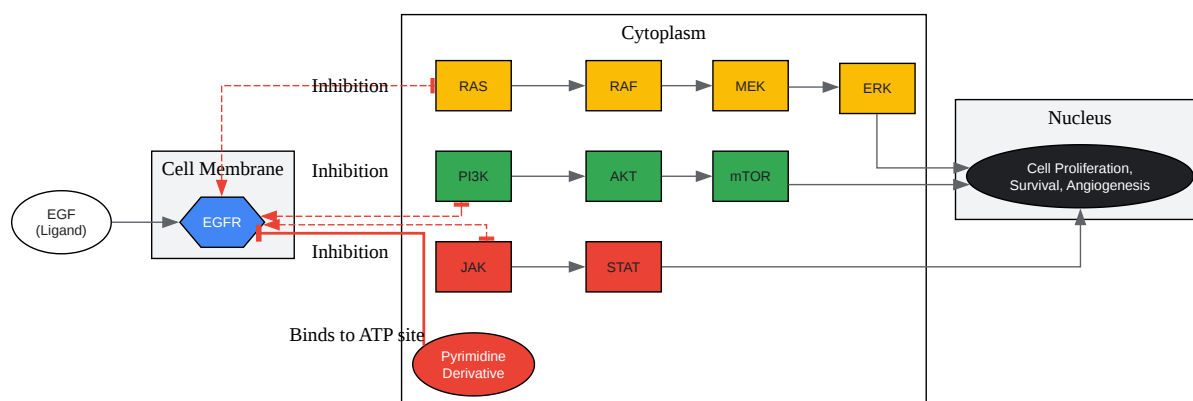 Cytoplasm
Inhibition
RAS
RAF
MEK
ERK
Nucleus
Cell Membrane
Inhibition
PI3K
AKT
mTOR
Cell Proliferation,
Survival, Angiogenesis
EGF
(Ligand)
EGFR
Inhibition
JAK
STAT
Binds to ATP site
Pyrimidine
Derivative